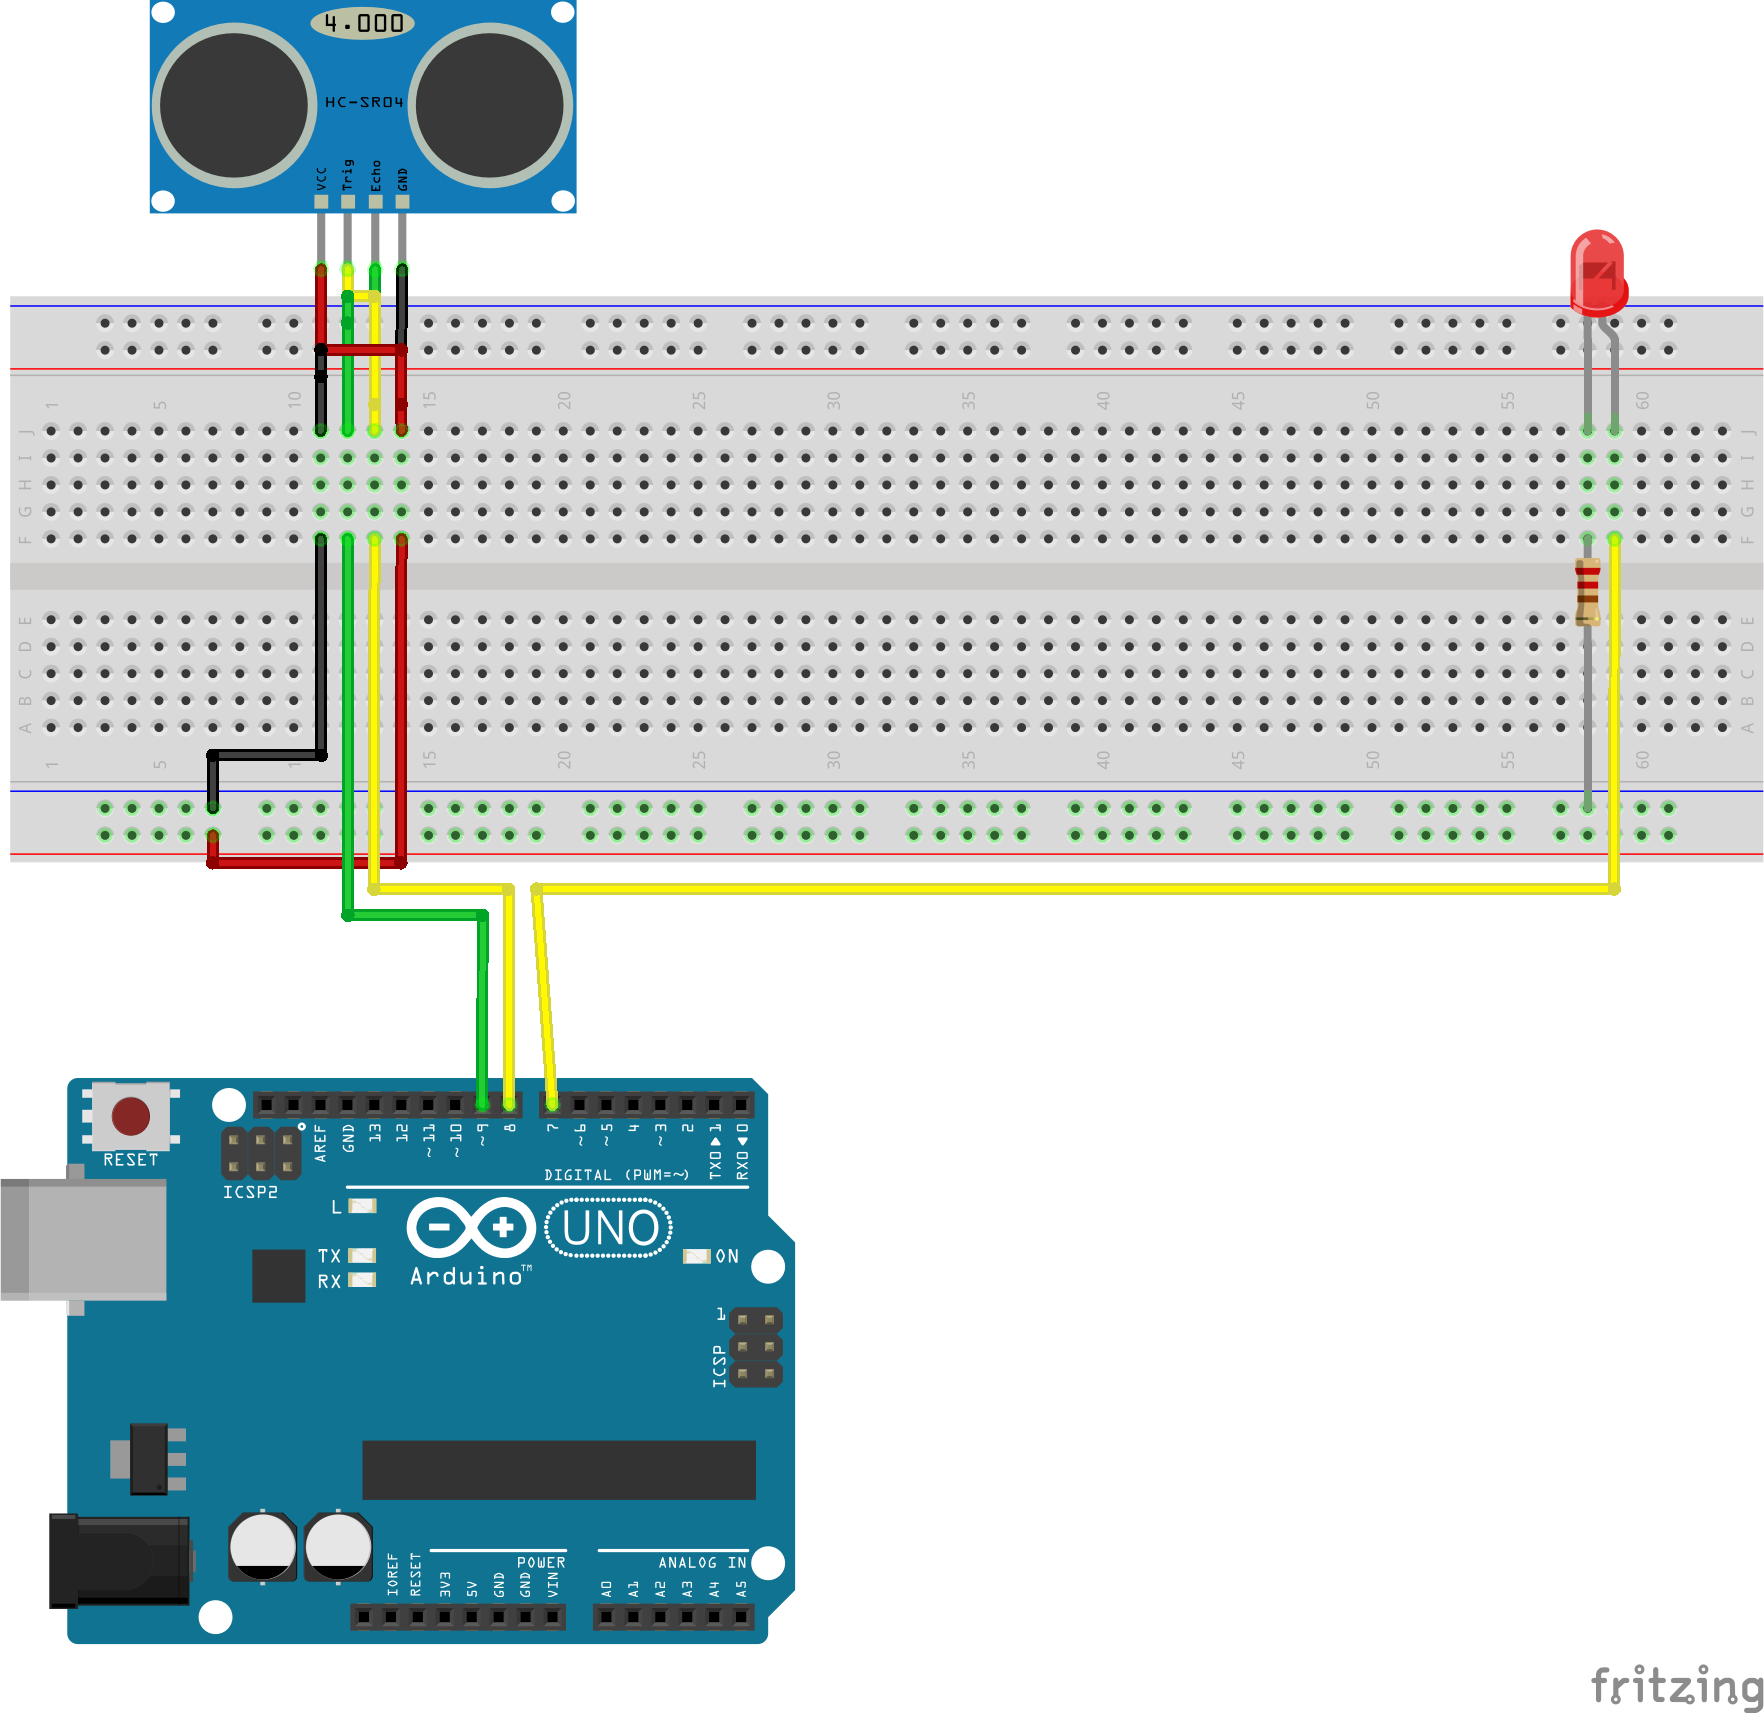 4.000
HC-SR04
VCC Trig Echo GND
1 5 10 15 20 25 30 35 40 45 50 55 60
J J
I I
H H
G G
F F
E E
D D
C C
B B
A A
1 5 1 15 20 25 30 35 40 45 50 55 60
RESET
ICSP2
AREF GND 13 12 ~11 ~10 ~9 8 7 ~6 ~5 4 ~3 2 TX0▶1 RX0◀0
DIGITAL (PWM=~)
L
TX
RX
UNO
Arduino™
ON
1
ICSP
POWER
ANALOG IN
IOREF RESET 3V3 5V GND GND VIN A0 A1 A2 A3 A4 A5
fritzing